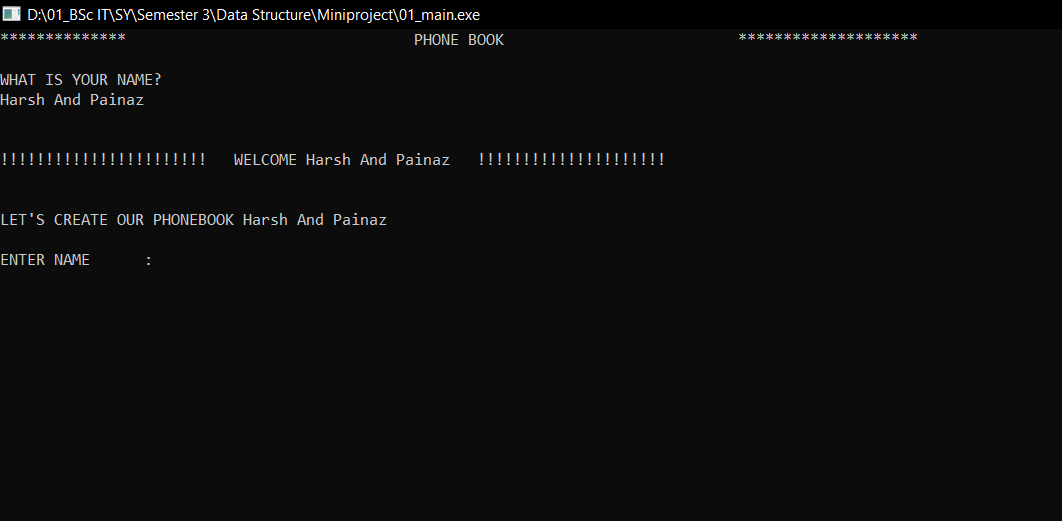 D:\01_BSc IT\SY\Semester 3\Data Structure\Miniproject\01_main.exe
************** PHONE BOOK ********************
WHAT IS YOUR NAME?
Harsh And Painaz
!!!!!!!!!!!!!!!!!!!!!!! WELCOME Harsh And Painaz !!!!!!!!!!!!!!!!!!!!!
LET'S CREATE OUR PHONEBOOK Harsh And Painaz
ENTER NAME :